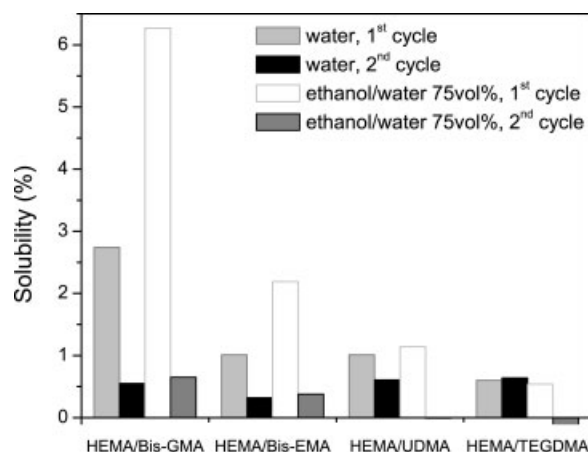 water, 1st cycle
water, 2nd cycle
ethanol/water 75vol%, 1st cycle
ethanol/water 75vol%, 2nd cycle
Solubility (%)
6
5
4
3
2
1
0
HEMA/Bis-GMA HEMA/Bis-EMA HEMA/UDMA HEMA/TEGDMA